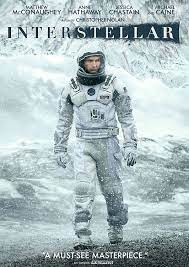 MATTHEW McCONAUGHEY ANNE HATHAWAY JESSICA CHASTAIN MICHAEL CAINE
CHRISTOPHER NOLAN
INTERSTELLAR
"A MUST-SEE MASTERPIECE."